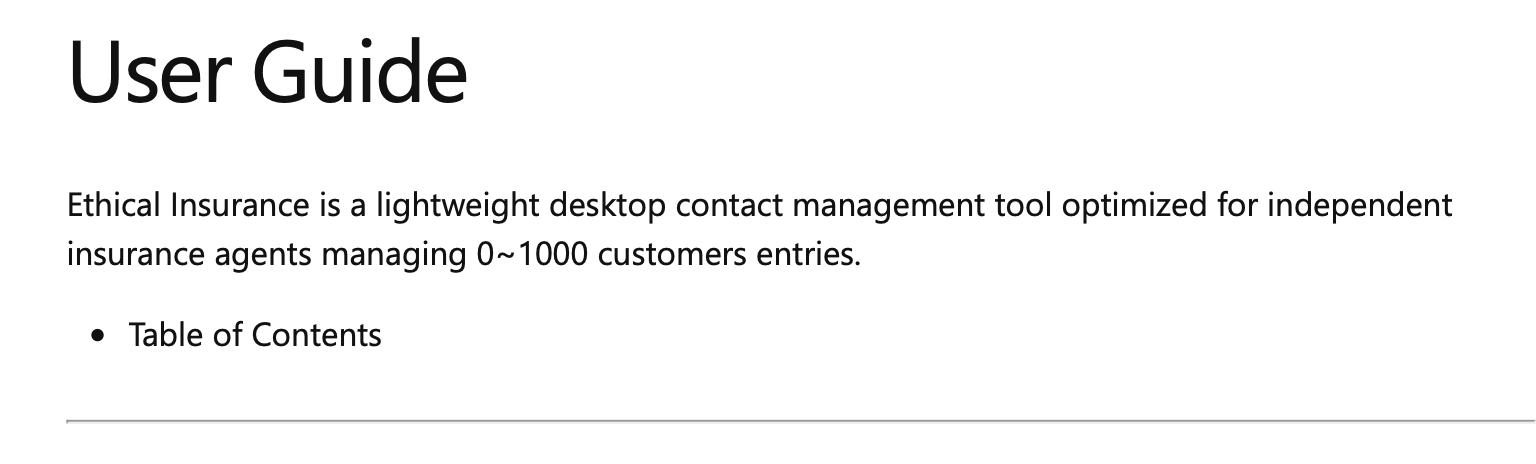 User Guide
Ethical Insurance is a lightweight desktop contact management tool optimized for independent
insurance agents managing 0~1000 customers entries.
• Table of Contents